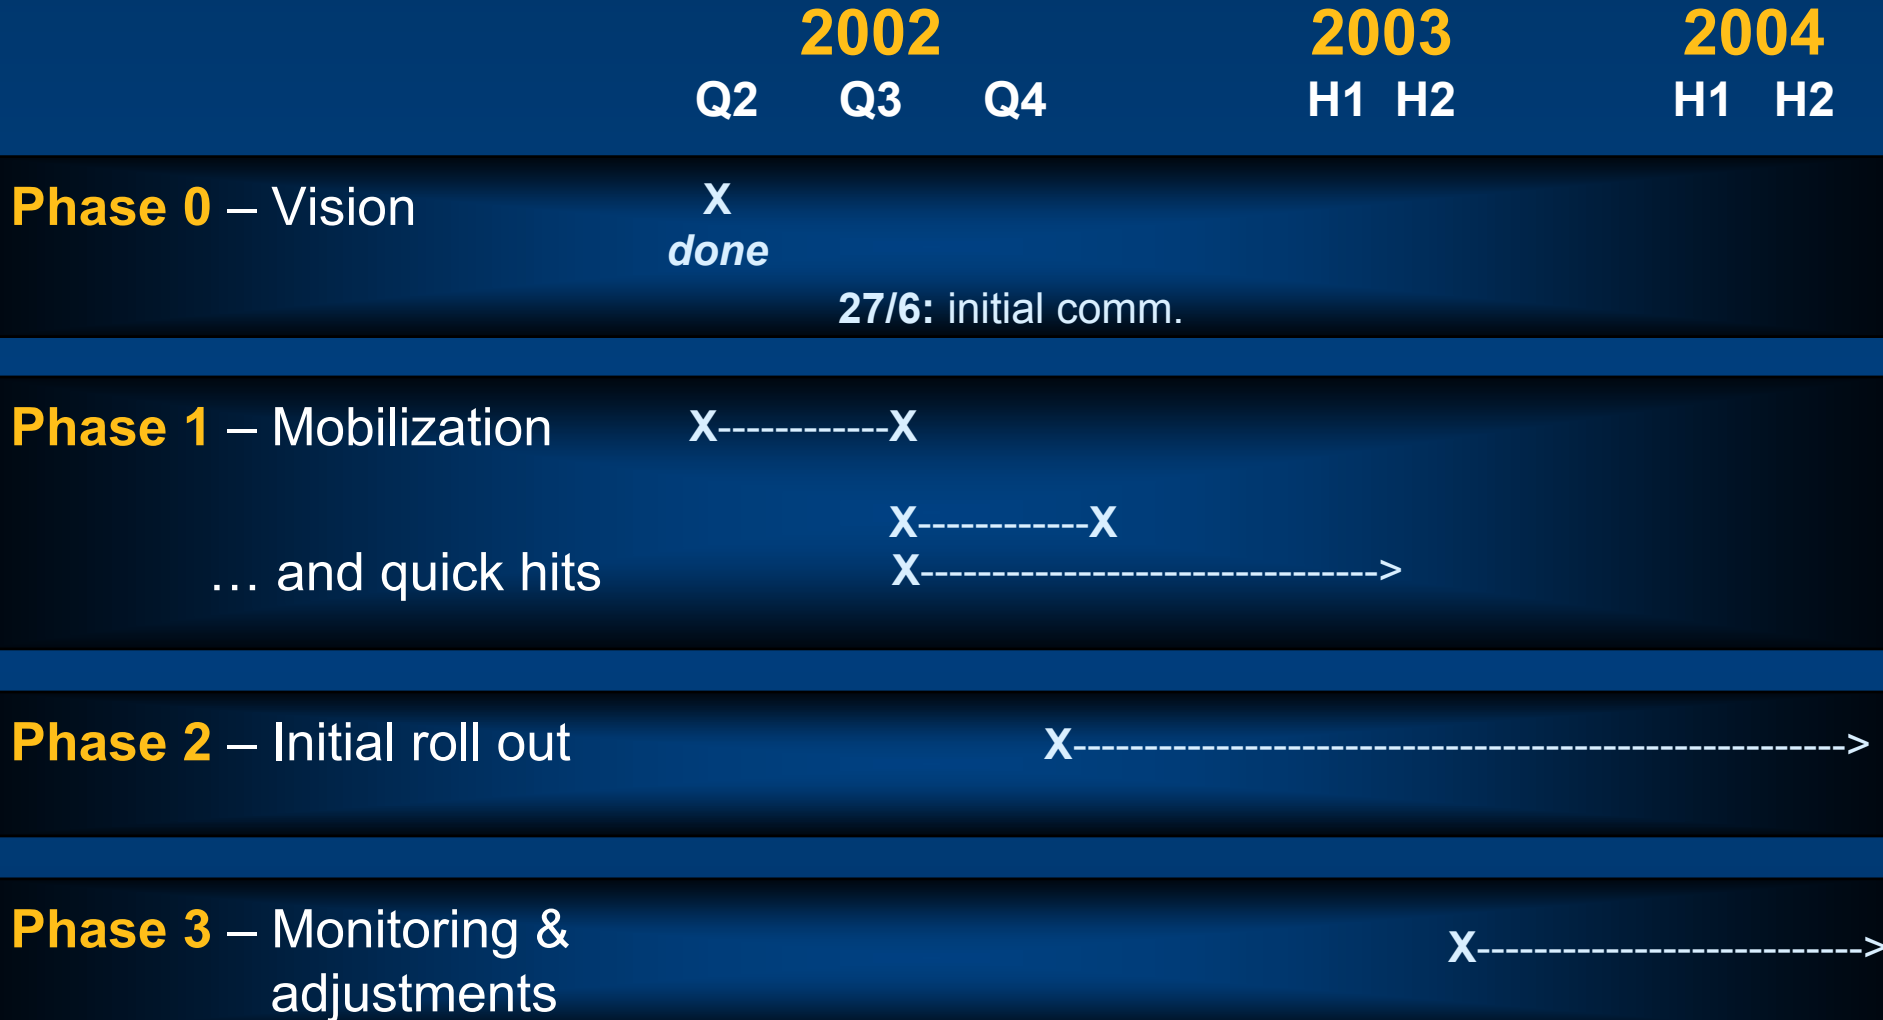 2002 2003 2004
Q2 Q3 Q4 H1 H2 H1 H2
Phase 0 – Vision X
done
27/6: initial comm.
Phase 1 – Mobilization X------------X
X------------X
… and quick hits X-------------------------------->
Phase 2 – Initial roll out X------------------------------------------------------>
Phase 3 – Monitoring & X--------------------------->
adjustments